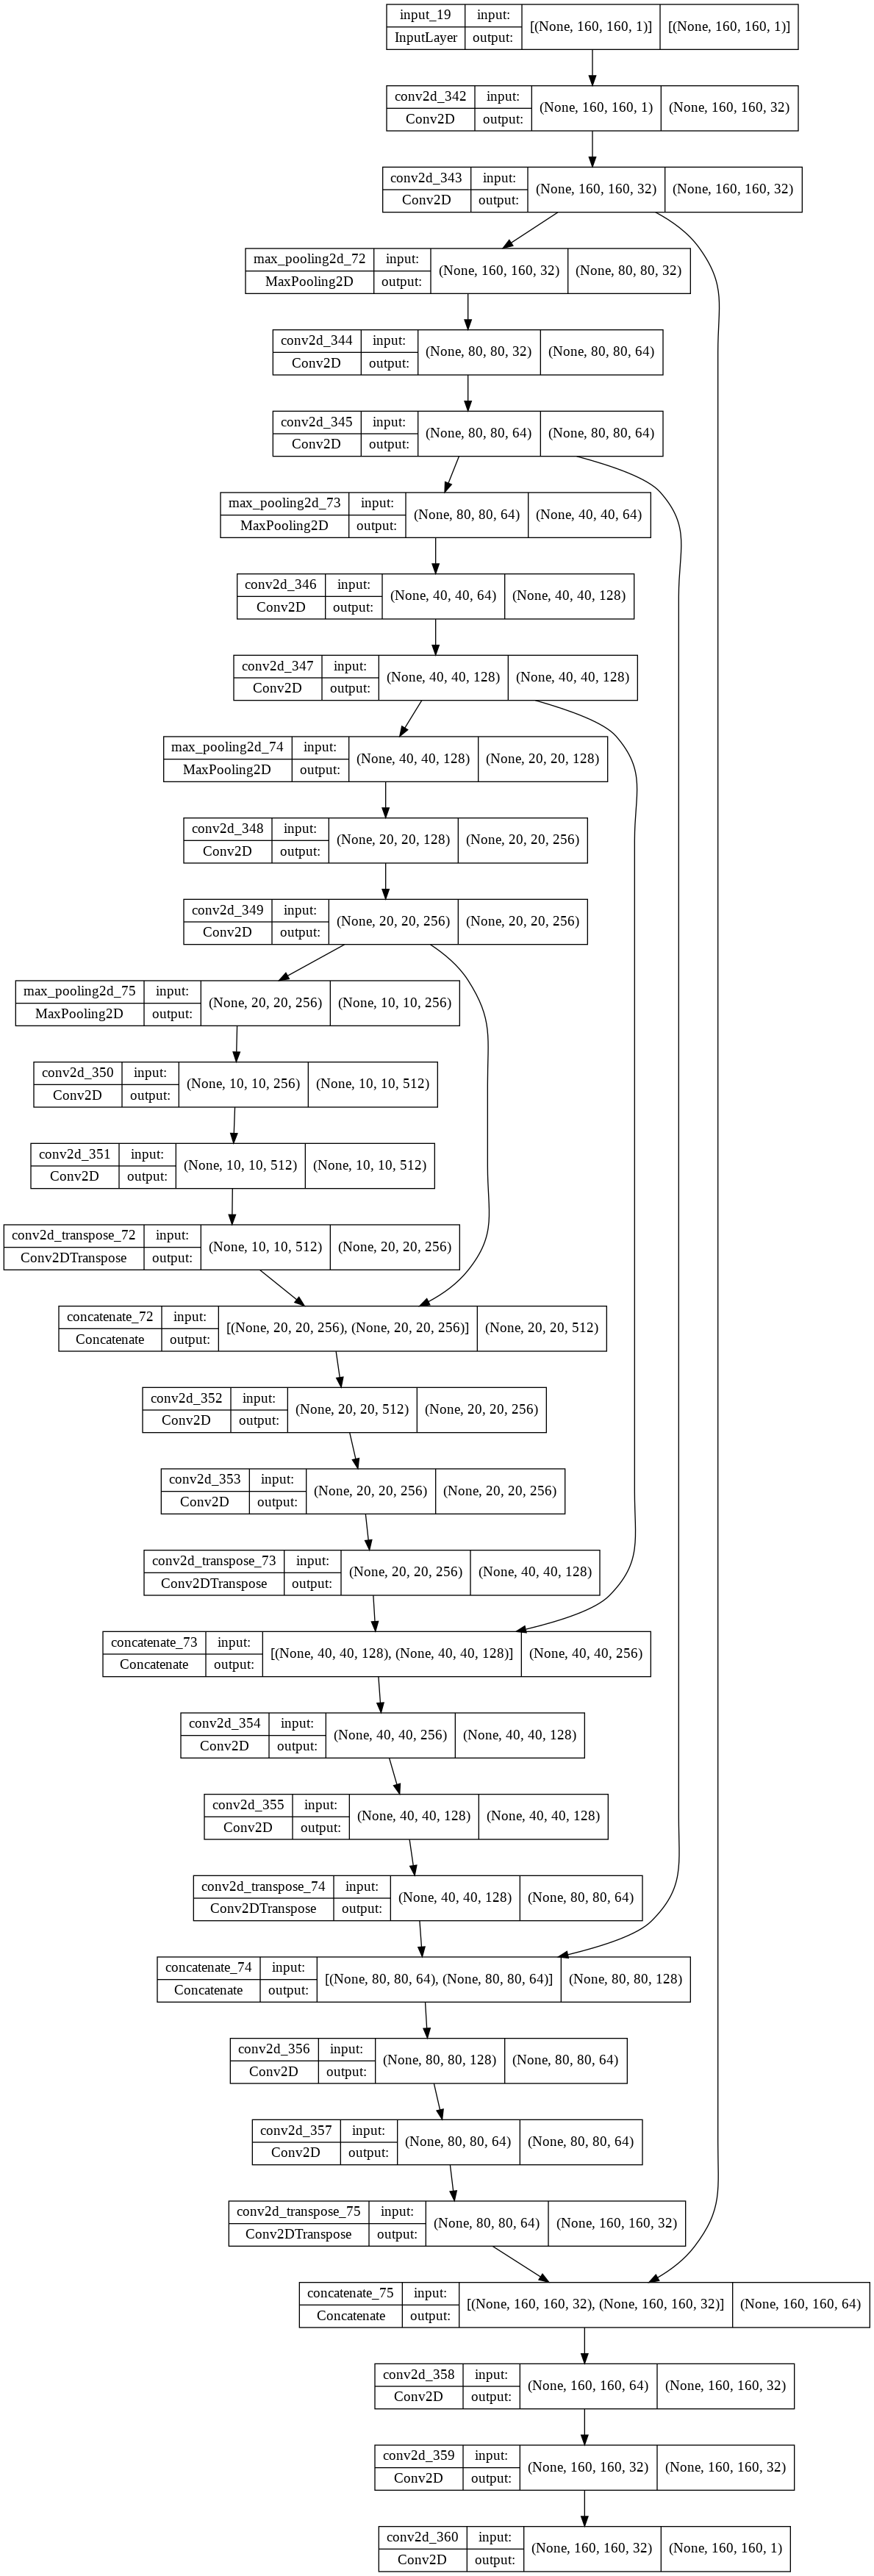 input_19 input: [(None, 160, 160, 1)] [(None, 160, 160, 1)]
InputLayer output:
conv2d_342 input: (None, 160, 160, 1) (None, 160, 160, 32)
Conv2D output:
conv2d_343 input: (None, 160, 160, 32) (None, 160, 160, 32)
Conv2D output:
max_pooling2d_72 input: (None, 160, 160, 32) (None, 80, 80, 32)
MaxPooling2D output:
conv2d_344 input: (None, 80, 80, 32) (None, 80, 80, 64)
Conv2D output:
conv2d_345 input: (None, 80, 80, 64) (None, 80, 80, 64)
Conv2D output:
max_pooling2d_73 input: (None, 80, 80, 64) (None, 40, 40, 64)
MaxPooling2D output:
conv2d_346 input: (None, 40, 40, 64) (None, 40, 40, 128)
Conv2D output:
conv2d_347 input: (None, 40, 40, 128) (None, 40, 40, 128)
Conv2D output:
max_pooling2d_74 input: (None, 40, 40, 128) (None, 20, 20, 128)
MaxPooling2D output:
conv2d_348 input: (None, 20, 20, 128) (None, 20, 20, 256)
Conv2D output:
conv2d_349 input: (None, 20, 20, 256) (None, 20, 20, 256)
Conv2D output:
max_pooling2d_75 input: (None, 20, 20, 256) (None, 10, 10, 256)
MaxPooling2D output:
conv2d_350 input: (None, 10, 10, 256) (None, 10, 10, 512)
Conv2D output:
conv2d_351 input: (None, 10, 10, 512) (None, 10, 10, 512)
Conv2D output:
conv2d_transpose_72 input: (None, 10, 10, 512) (None, 20, 20, 256)
Conv2DTranspose output:
concatenate_72 input: [(None, 20, 20, 256), (None, 20, 20, 256)] (None, 20, 20, 512)
Concatenate output:
conv2d_352 input: (None, 20, 20, 512) (None, 20, 20, 256)
Conv2D output:
conv2d_353 input: (None, 20, 20, 256) (None, 20, 20, 256)
Conv2D output:
conv2d_transpose_73 input: (None, 20, 20, 256) (None, 40, 40, 128)
Conv2DTranspose output:
concatenate_73 input: [(None, 40, 40, 128), (None, 40, 40, 128)] (None, 40, 40, 256)
Concatenate output:
conv2d_354 input: (None, 40, 40, 256) (None, 40, 40, 128)
Conv2D output:
conv2d_355 input: (None, 40, 40, 128) (None, 40, 40, 128)
Conv2D output:
conv2d_transpose_74 input: (None, 40, 40, 128) (None, 80, 80, 64)
Conv2DTranspose output:
concatenate_74 input: [(None, 80, 80, 64), (None, 80, 80, 64)] (None, 80, 80, 128)
Concatenate output:
conv2d_356 input: (None, 80, 80, 128) (None, 80, 80, 64)
Conv2D output:
conv2d_357 input: (None, 80, 80, 64) (None, 80, 80, 64)
Conv2D output:
conv2d_transpose_75 input: (None, 80, 80, 64) (None, 160, 160, 32)
Conv2DTranspose output:
concatenate_75 input: [(None, 160, 160, 32), (None, 160, 160, 32)] (None, 160, 160, 64)
Concatenate output:
conv2d_358 input: (None, 160, 160, 64) (None, 160, 160, 32)
Conv2D output:
conv2d_359 input: (None, 160, 160, 32) (None, 160, 160, 32)
Conv2D output:
conv2d_360 input: (None, 160, 160, 32) (None, 160, 160, 1)
Conv2D output: